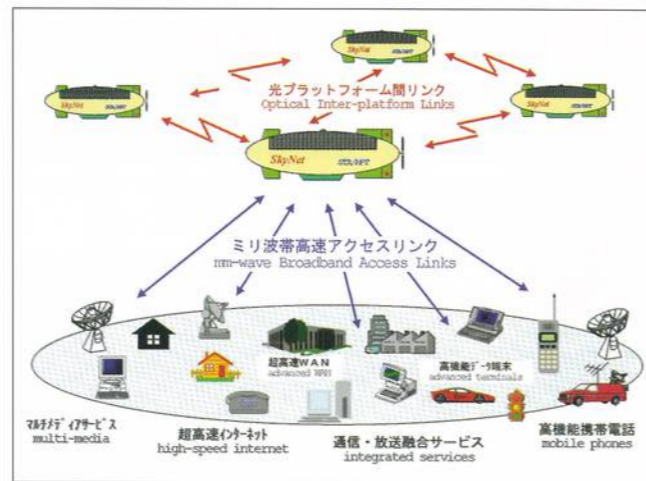 SkyNet
光プラットフォーム間リンク
Optical Inter-platform Links
SkyNet
SkyNet
SkyNet
ミリ波帯高速アクセスリンク
mm-wave Broadband Access Links
超高速WAN
advanced WAN
高機能データ端末
advanced terminals
マルチメディアサービス
multi-media
超高速インターネット
high-speed internet
通信・放送融合サービス
integrated services
高機能携帯電話
mobile phones